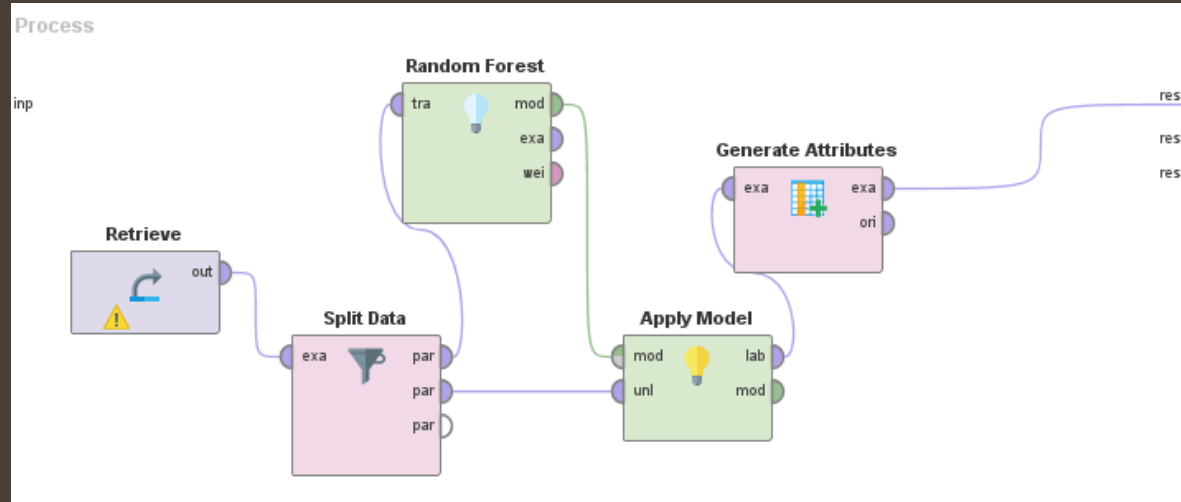 Process
inp
Random Forest
tra
mod
exa
wei
Generate Attributes
exa
exa
ori
res
res
res
Retrieve
out
Split Data
exa
par
par
par
Apply Model
mod
lab
unl
mod